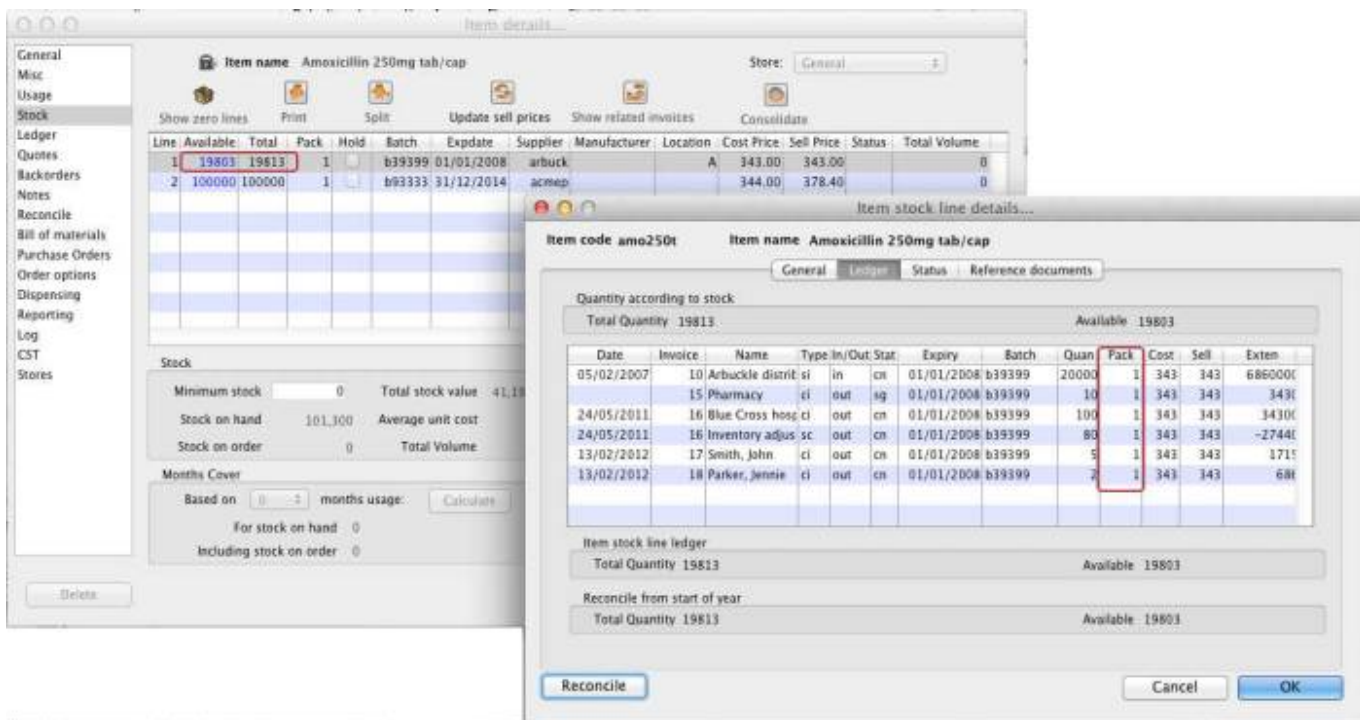 Item details...
General
Misc
Usage
Stock
Ledger
Quotes
Backorders
Notes
Reconcile
Bill of materials
Purchase Orders
Order options
Dispensing
Reporting
Log
CST
Stores
Delete
Item name Amoxicillin 250mg tab/cap Store: General
Show zero lines Print Split Update sell prices Show related invoices Consolidate
Line Available Total Pack Hold Batch Expdate Supplier Manufacturer Location Cost Price Sell Price Status Total Volume
1 19803 19813 1 b39399 01/01/2008 arbuck A 343.00 343.00 0
2 100000 100000 1 b93333 31/12/2014 acmep 344.00 378.40 0
Stock
Minimum stock 0 Total stock value
Stock on hand 101,300 Average unit cost
Stock on order 0 Total Volume
Months Cover
Based on 0 months usage: Calculate
For stock on hand 0
Including stock on order 0
Item stock line details...
Item code amo250t Item name Amoxicillin 250mg tab/cap
General Ledger Status Reference documents
Quantity according to stock
Total Quantity 19813 Available 19803
Date Invoice Name Type In/Out Stat Expiry Batch Quan Pack Cost Sell Exten
05/02/2007 10 Arbuckle distrib si in cn 01/01/2008 b39399 20000 1 343 343 686000
15 Pharmacy ci out sg 01/01/2008 b39399 10 1 343 343 343
24/05/2011 16 Blue Cross hosp ci out cn 01/01/2008 b39399 100 1 343 343 3430
24/05/2011 16 Inventory adjus sc out cn 01/01/2008 b39399 80 1 343 343 -2744
13/02/2012 17 Smith, John ci out cn 01/01/2008 b39399 5 1 343 343 171
13/02/2012 18 Parker, Jennie ci out cn 01/01/2008 b39399 2 1 343 343 686
Item stock line ledger
Total Quantity 19813 Available 19803
Reconcile from start of year
Total Quantity 19813 Available 19803
Reconcile Cancel OK